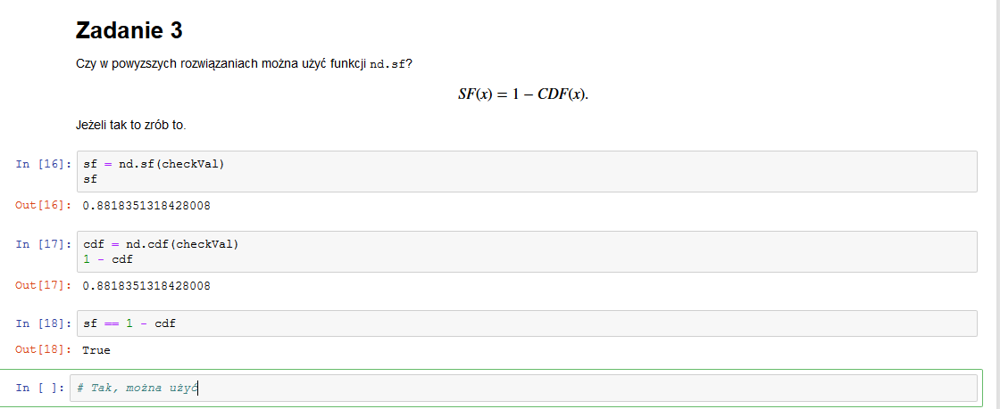 Zadanie 3
Czy w powyzszych rozwiązaniach można użyć funkcji nd.sf?
SF(x) = 1 − CDF(x).
Jeżeli tak to zrób to.
In [16]: sf = nd.sf(checkVal)
sf
Out[16]: 0.8818351318428008
In [17]: cdf = nd.cdf(checkVal)
1 - cdf
Out[17]: 0.8818351318428008
In [18]: sf == 1 - cdf
Out[18]: True
In [ ]: # Tak, można użyć